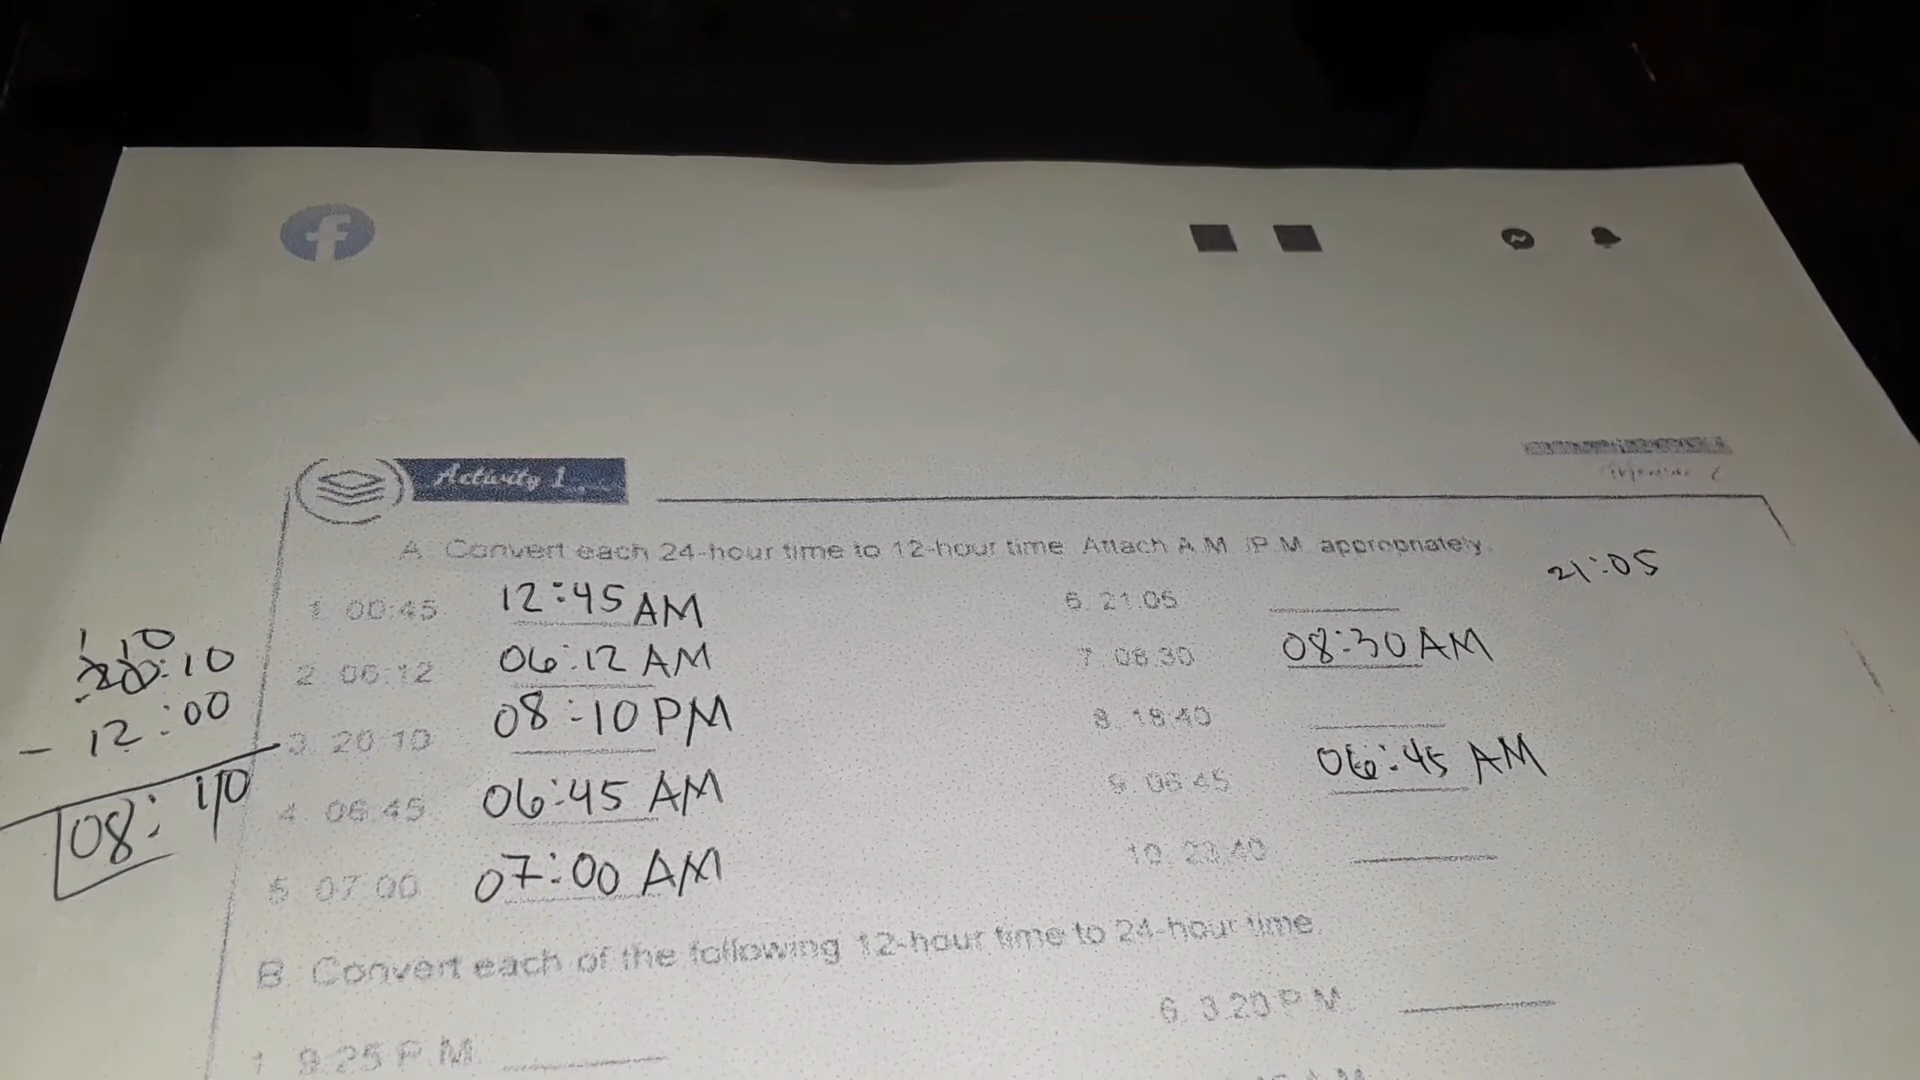 Activity 1
A. Convert each 24-hour time to 12-hour time. Attach A.M./P.M. appropriately.
1. 00:45 12:45 AM
2. 06:12 06:12 AM
3. 20:10 08:10 PM
4. 06:45 06:45 AM
5. 07:00 07:00 AM
6. 21:05
7. 08:30 08:30 AM
8. 18:40
9. 06:45 06:45 AM
10. 23:40
21:05
1 10
20:10
- 12:00
08:10
B. Convert each of the following 12-hour time to 24-hour time.
1. 9:25 P.M.
6. 3:20 P.M.